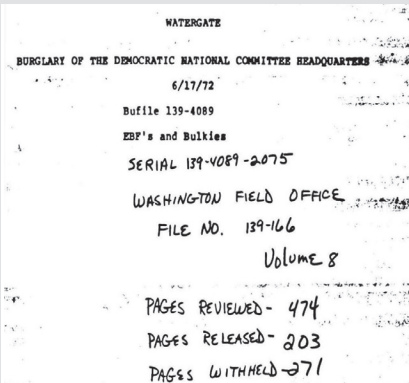 WATERGATE
BURGLARY OF THE DEMOCRATIC NATIONAL COMMITTEE HEADQUARTERS
6/17/72
Bufile 139-4089
EBF's and Bulkies
SERIAL 139-4089-2075
WASHINGTON FIELD OFFICE
FILE NO. 139-166
Volume 8
PAGES REVIEWED- 474
PAGES RELEASED- 203
PAGES WITHHELD-271